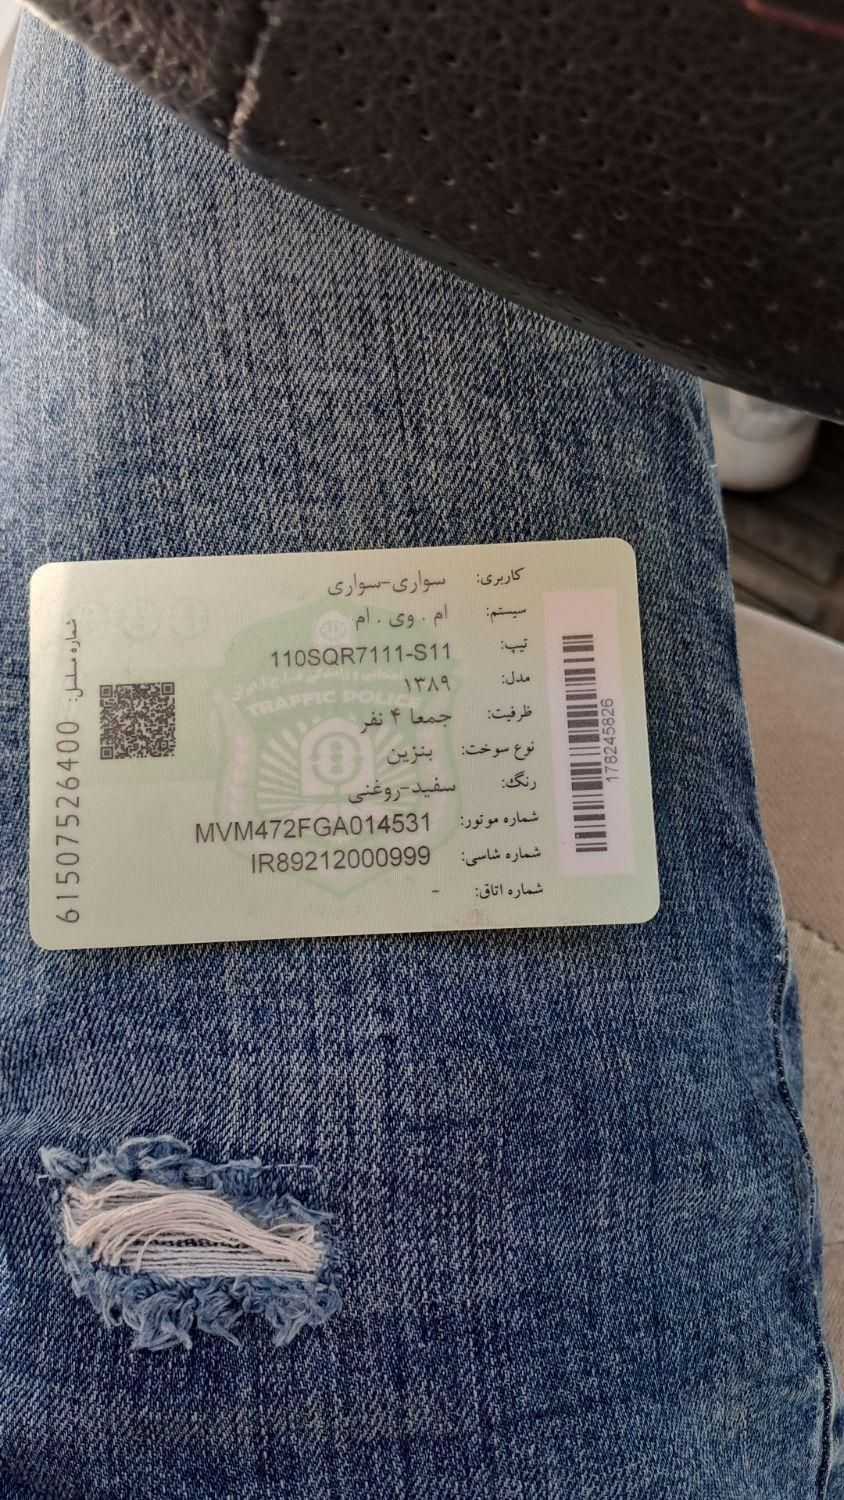 کاربری: سواری-سواری
سیستم: ام . وی . ام
تیپ: 110SQR7111-S11
مدل: ۱۳۸۹
ظرفیت: جمعا ۴ نفر
نوع سوخت: بنزین
رنگ: سفید-روغنی
شماره موتور: MVM472FGA014531
شماره شاسی: IR89212000999
شماره اتاق: -
178245826
شماره مسلسل: 61507526400
TRAFFIC POLICE